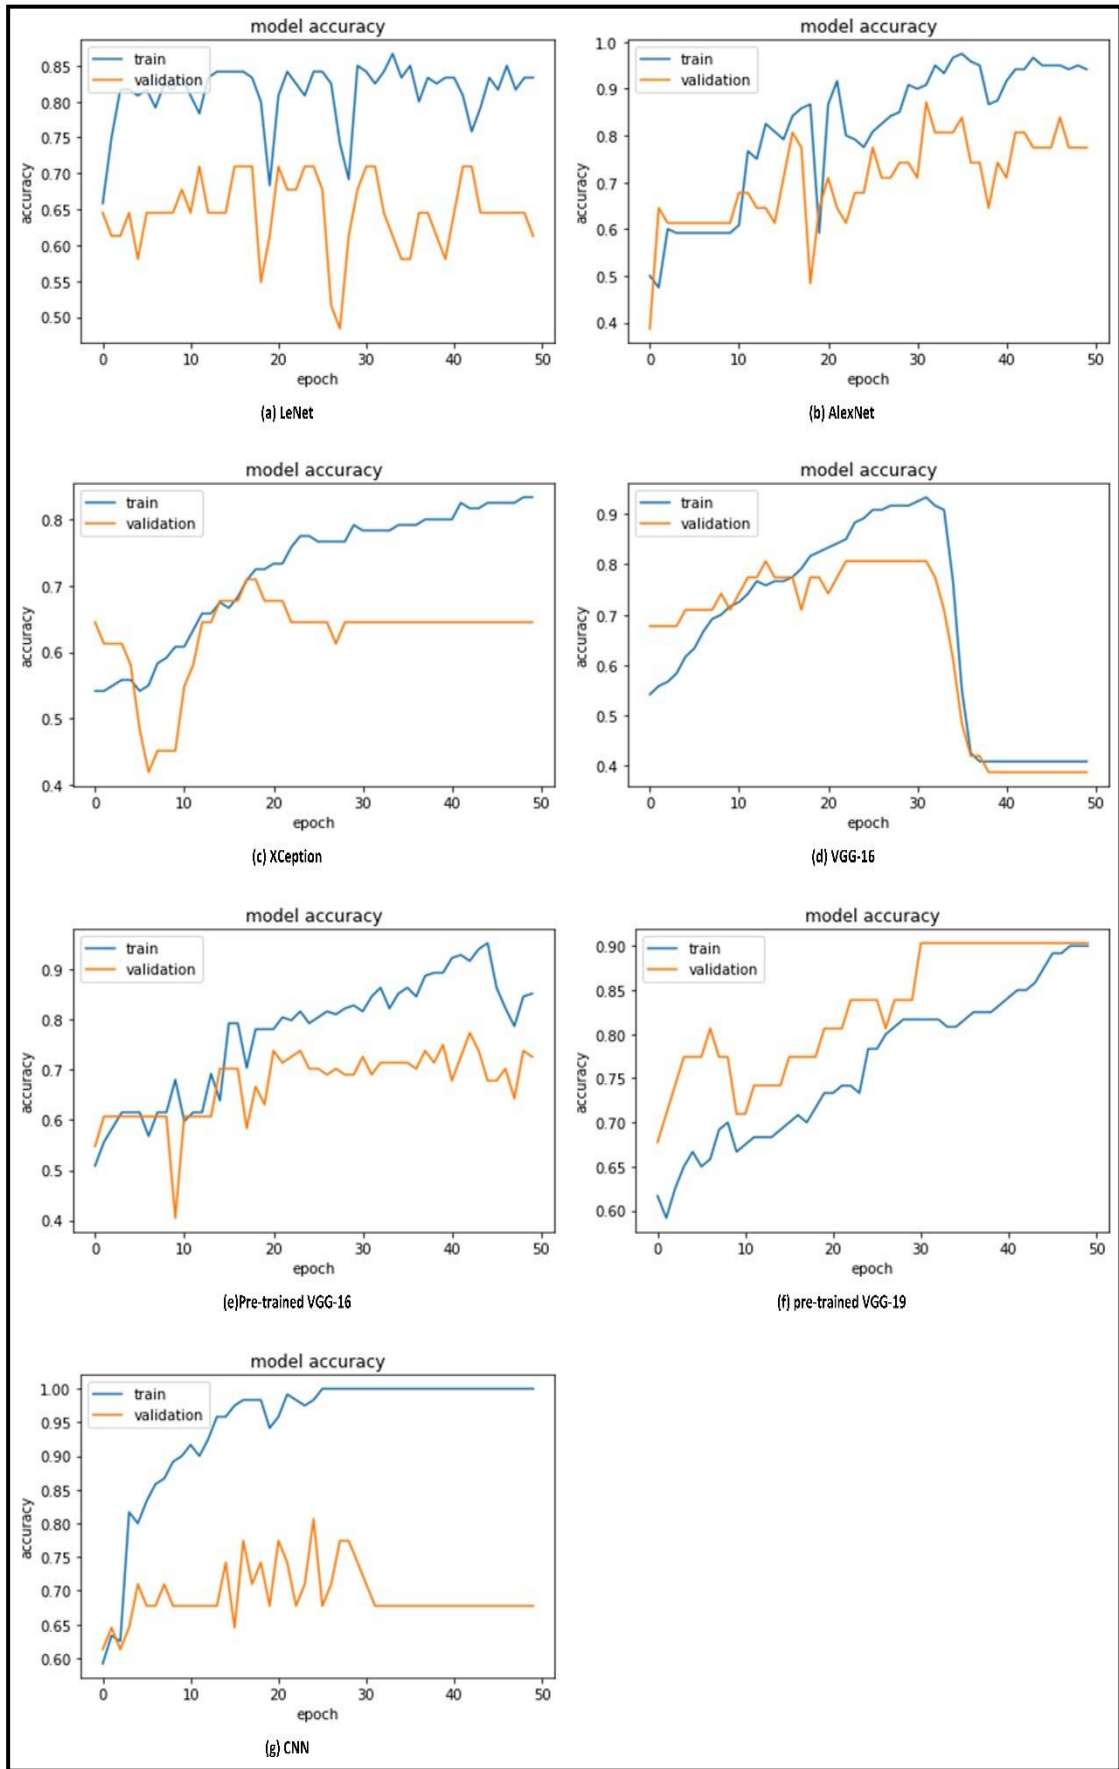 model accuracy
train
validation
accuracy
0.85
0.80
0.75
0.70
0.65
0.60
0.55
0.50
0 10 20 30 40 50
epoch
(a) LeNet
model accuracy
train
validation
accuracy
1.0
0.9
0.8
0.7
0.6
0.5
0.4
0 10 20 30 40 50
epoch
(b) AlexNet
model accuracy
train
validation
accuracy
0.8
0.7
0.6
0.5
0.4
0 10 20 30 40 50
epoch
(c) XCeption
model accuracy
train
validation
accuracy
0.9
0.8
0.7
0.6
0.5
0.4
0 10 20 30 40 50
epoch
(d) VGG-16
model accuracy
train
validation
accuracy
0.9
0.8
0.7
0.6
0.5
0.4
0 10 20 30 40 50
epoch
(e)Pre-trained VGG-16
model accuracy
train
validation
accuracy
0.90
0.85
0.80
0.75
0.70
0.65
0.60
0 10 20 30 40 50
epoch
(f) pre-trained VGG-19
model accuracy
train
validation
accuracy
1.00
0.95
0.90
0.85
0.80
0.75
0.70
0.65
0.60
0 10 20 30 40 50
epoch
(g) CNN